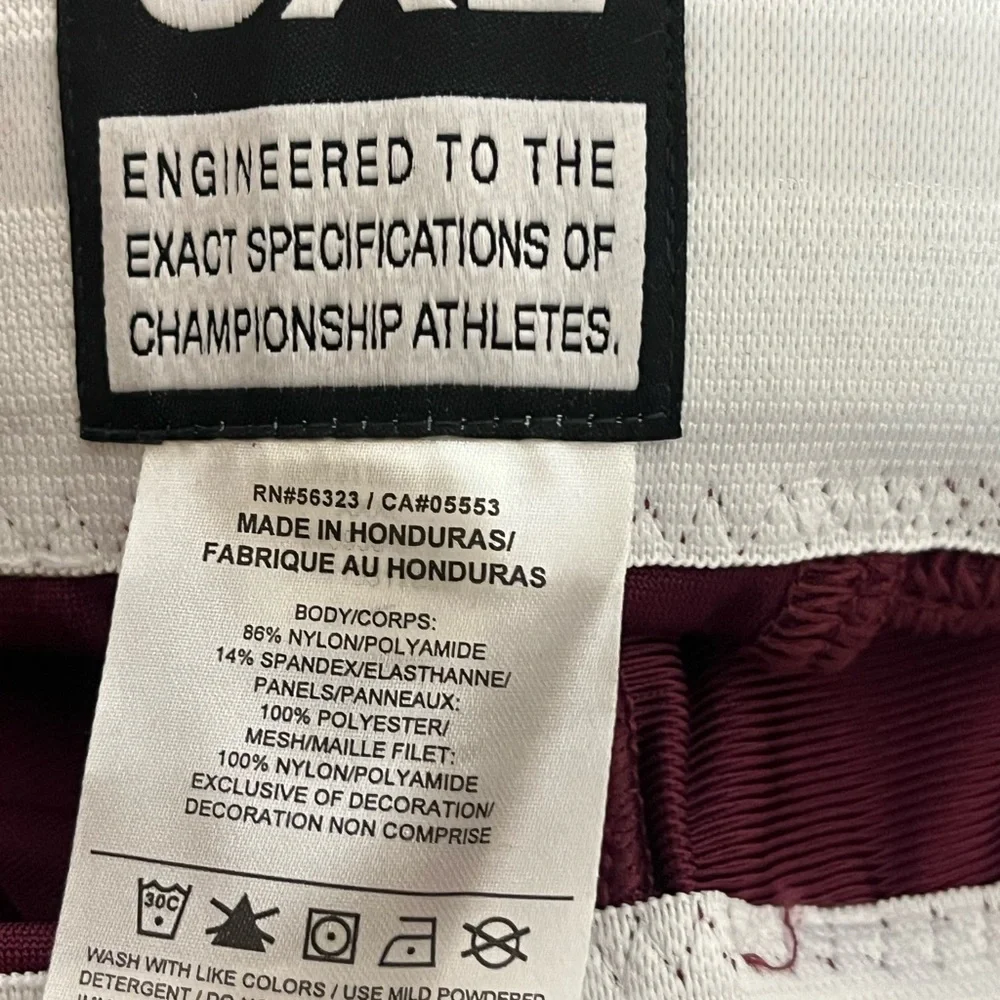 ENGINEERED TO THE
EXACT SPECIFICATIONS OF
CHAMPIONSHIP ATHLETES.
RN#56323 / CA#05553
MADE IN HONDURAS/
FABRIQUE AU HONDURAS
BODY/CORPS:
86% NYLON/POLYAMIDE
14% SPANDEX/ELASTHANNE/
PANELS/PANNEAUX:
100% POLYESTER/
MESH/MAILLE FILET:
100% NYLON/POLYAMIDE
EXCLUSIVE OF DECORATION/
DECORATION NON COMPRISE
30C
WASH WITH LIKE COLORS / USE MILD POWDERED
DETERGENT / DO